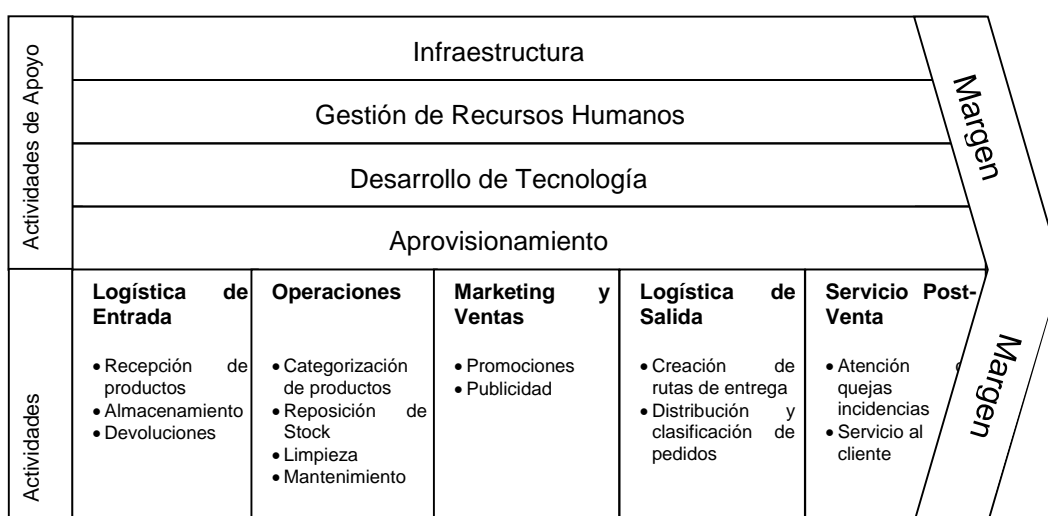 Actividades de Apoyo
Infraestructura
Gestión de Recursos Humanos
Desarrollo de Tecnología
Aprovisionamiento
Margen
Actividades
Logística de
Entrada
• Recepción de
productos
• Almacenamiento
• Devoluciones
Operaciones
• Categorización
de productos
• Reposición de
Stock
• Limpieza
• Mantenimiento
Marketing y
Ventas
• Promociones
• Publicidad
Logística de
Salida
• Creación de
rutas de entrega
• Distribución y
clasificación de
pedidos
Servicio Post-
Venta
• Atención
quejas
incidencias
• Servicio al
cliente
Margen